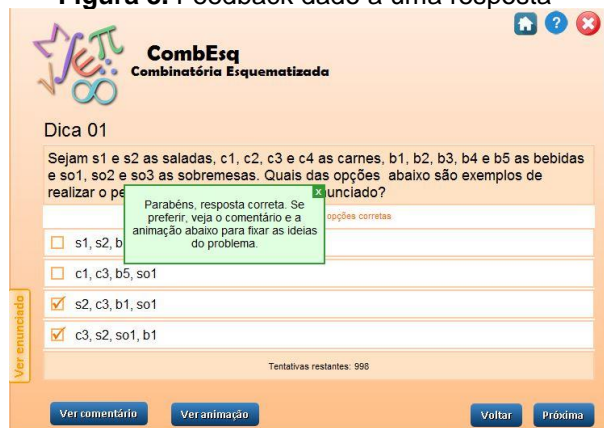 Figura 3. Feedback dado a uma resposta
CombEsq
Combinatória Esquematizada
Dica 01
Sejam s1 e s2 as saladas, c1, c2, c3 e c4 as carnes, b1, b2, b3, b4 e b5 as bebidas
e so1, so2 e so3 as sobremesas. Quais das opções abaixo são exemplos de
realizar o pe unciado?
Parabéns, resposta correta. Se
preferir, veja o comentário e a
animação abaixo para fixar as ideias
do problema.
opções corretas
s1, s2, b
c1, c3, b5, so1
s2, c3, b1, so1
c3, s2, so1, b1
Ver enunciado
Tentativas restantes: 998
Ver comentário Ver animação Voltar Próxima